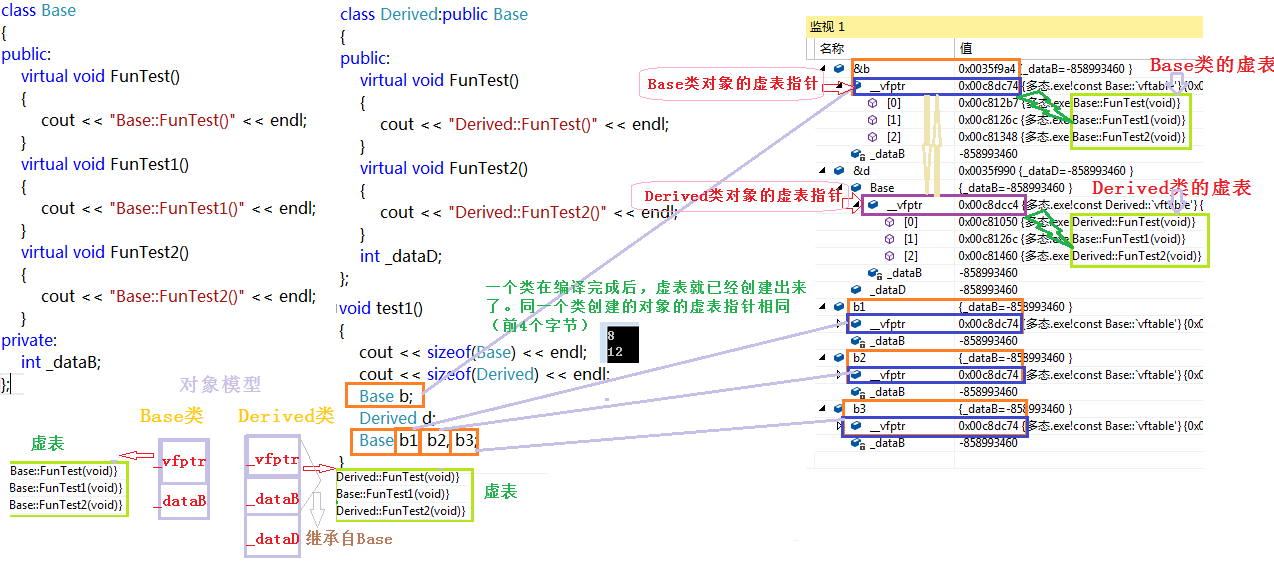 class Base
{
public:
virtual void FunTest()
{
cout << "Base::FunTest()" << endl;
}
virtual void FunTest1()
{
cout << "Base::FunTest1()" << endl;
}
virtual void FunTest2()
{
cout << "Base::FunTest2()" << endl;
}
private:
int _dataB;
};
class Derived:public Base
{
public:
virtual void FunTest()
{
cout << "Derived::FunTest()" << endl;
}
virtual void FunTest2()
{
cout << "Derived::FunTest2()" << endl;
}
int _dataD;
};
void test1()
{
cout << sizeof(Base) << endl;
cout << sizeof(Derived) << endl;
Base b;
Derived d;
Base b1, b2, b3;
}
一个类在编译完成后，虚表就已经创建出来
了。同一个类创建的对象的虚表指针相同
（前4个字节）
8
12
对象模型
Base类
Derived类
虚表
Base::FunTest(void)}
Base::FunTest1(void)}
Base::FunTest2(void)}
_vfptr
_dataB
_vfptr
_dataB
_dataD
Derived::FunTest(void)}
Base::FunTest1(void)}
Derived::FunTest2(void)}
虚表
继承自Base
监视 1
名称 值
&b 0x0035f9a4 {_dataB=-858993460 }
__vfptr 0x00c8dc74 {多态.exe!const Base::`vftable'} {0x0
[0] 0x00c812b7 {多态.exe Base::FunTest(void)}
[1] 0x00c8126c {多态.exe Base::FunTest1(void)}
[2] 0x00c81348 {多态.exe Base::FunTest2(void)}
_dataB -858993460
&d 0x0035f990 {_dataD=-858993460 }
Base {_dataB=-858993460 }
__vfptr 0x00c8dcc4 {多态.exe!const Derived::`vftable'} {
[0] 0x00c81050 {多态.exe Derived::FunTest(void)}
[1] 0x00c8126c {多态.exe Base::FunTest1(void)}
[2] 0x00c81460 {多态.exe Derived::FunTest2(void)}
_dataB -858993460
_dataD -858993460
b1 {_dataB=-858993460 }
__vfptr 0x00c8dc74 {多态.exe!const Base::`vftable'} {0x0
_dataB -858993460
b2 {_dataB=-858993460 }
__vfptr 0x00c8dc74 {多态.exe!const Base::`vftable'} {0x0
_dataB -858993460
b3 {_dataB=-858993460 }
__vfptr 0x00c8dc74 {多态.exe!const Base::`vftable'} {0x0
_dataB -858993460
Base类对象的虚表指针
Base类的虚表
Derived类对象的虚表指针
Derived类的虚表